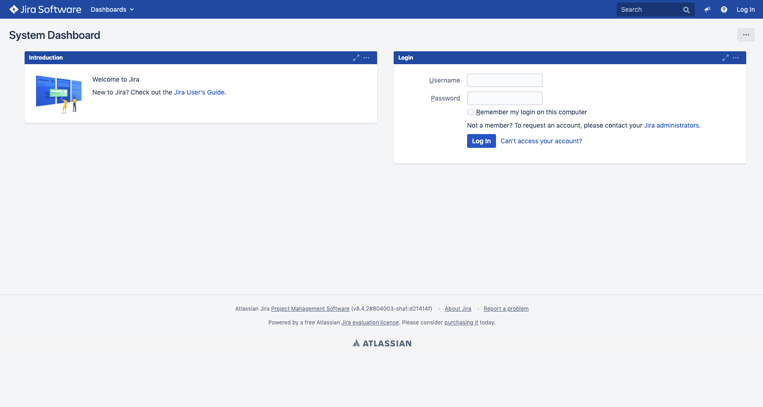 Jira Software
Dashboards
Search
Log In
System Dashboard
Introduction
Welcome to Jira
New to Jira? Check out the Jira User's Guide.
Login
Username
Password
Remember my login on this computer
Not a member? To request an account, please contact your Jira administrators.
Log In
Can't access your account?
Atlassian Jira Project Management Software (v8.4.2#804003-sha1:d21414f) · About Jira · Report a problem
Powered by a free Atlassian Jira evaluation license. Please consider purchasing it today.
ATLASSIAN